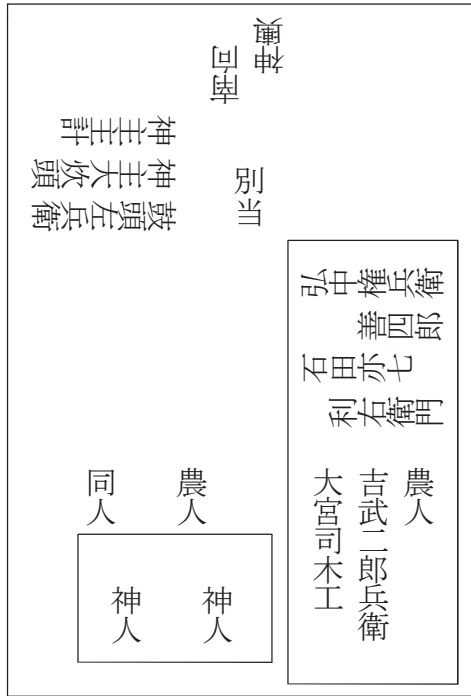 神輿
南向
神主主計
神主大炊頭
鼓頭左兵衛
別当
弘中権兵衛
善四郎
石田亦七
利右衛門
農人
吉武二郎兵衛
大宮司木工
農人
同人
神人
神人